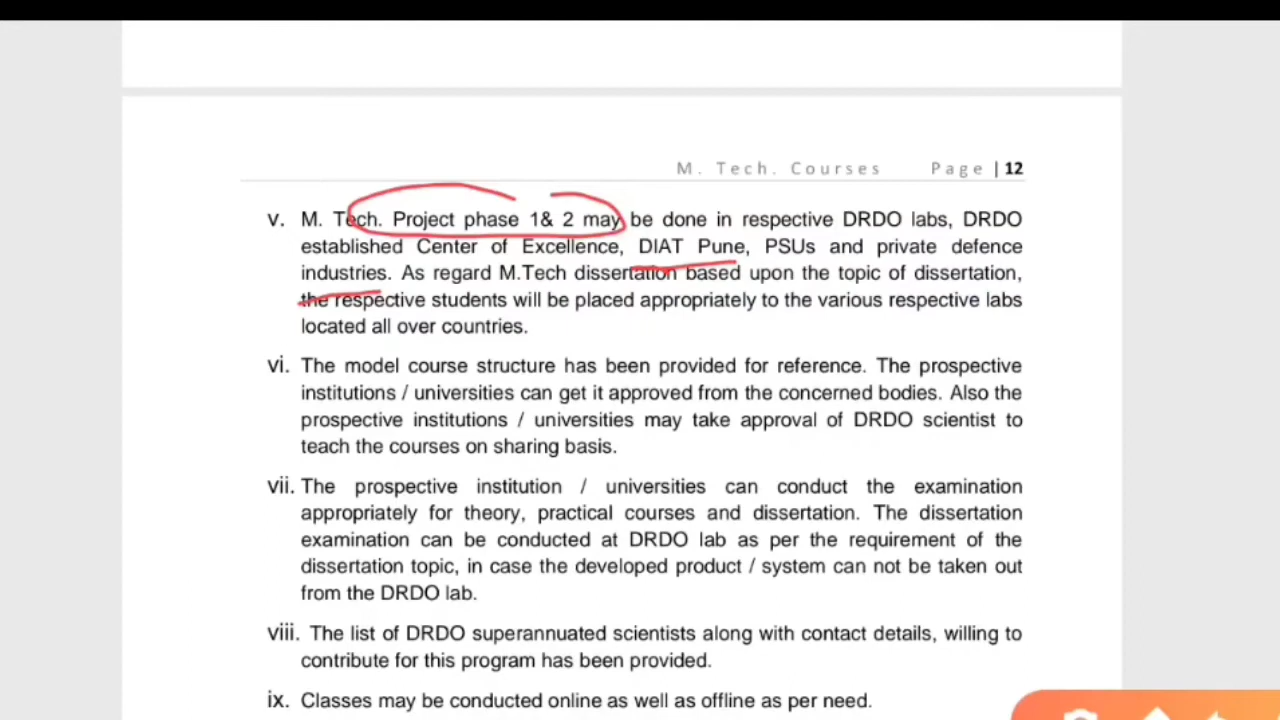 M. Tech. Courses Page | 12
v. M. Tech. Project phase 1& 2 may be done in respective DRDO labs, DRDO
established Center of Excellence, DIAT Pune, PSUs and private defence
industries. As regard M.Tech dissertation based upon the topic of dissertation,
the respective students will be placed appropriately to the various respective labs
located all over countries.
vi. The model course structure has been provided for reference. The prospective
institutions / universities can get it approved from the concerned bodies. Also the
prospective institutions / universities may take approval of DRDO scientist to
teach the courses on sharing basis.
vii. The prospective institution / universities can conduct the examination
appropriately for theory, practical courses and dissertation. The dissertation
examination can be conducted at DRDO lab as per the requirement of the
dissertation topic, in case the developed product / system can not be taken out
from the DRDO lab.
viii. The list of DRDO superannuated scientists along with contact details, willing to
contribute for this program has been provided.
ix. Classes may be conducted online as well as offline as per need.